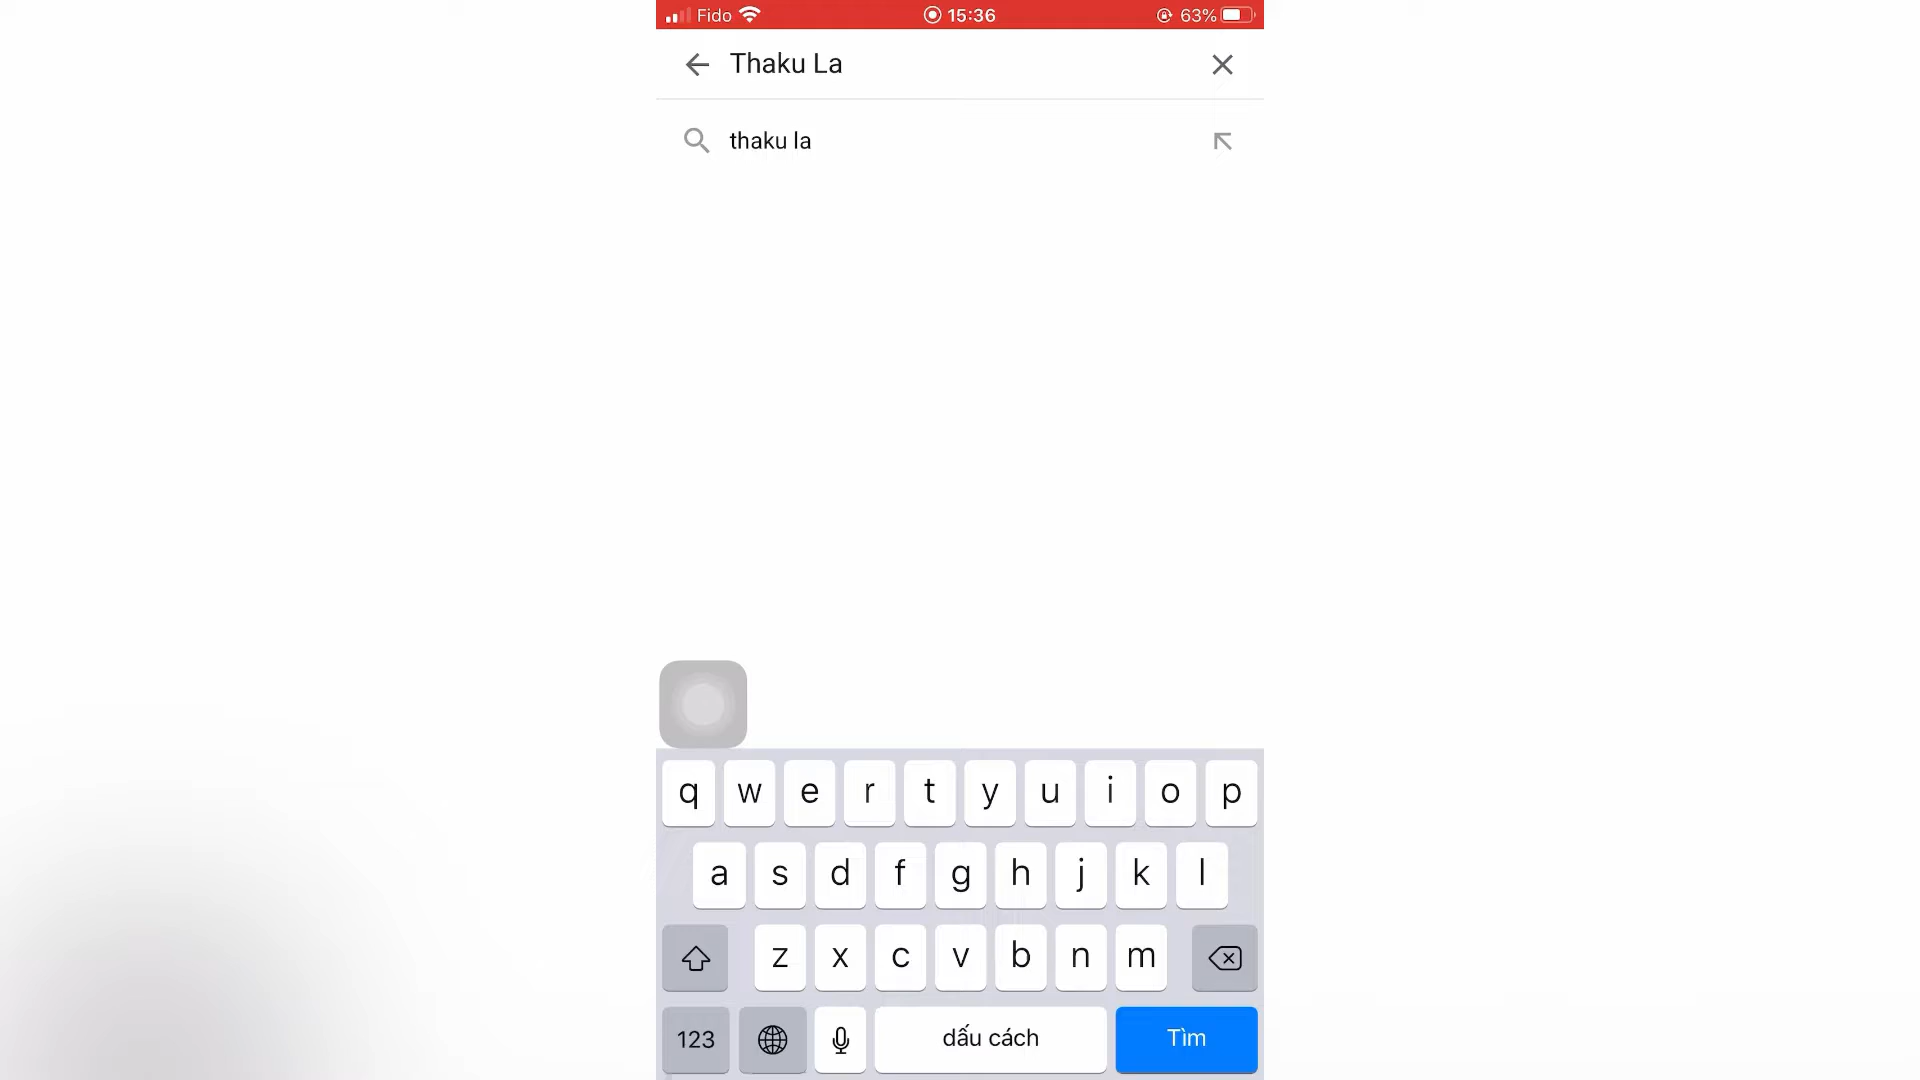 Fido 15:36 63%
Thaku La
thaku la
q w e r t y u i o p
a s d f g h j k l
z x c v b n m
123 dấu cách Tìm